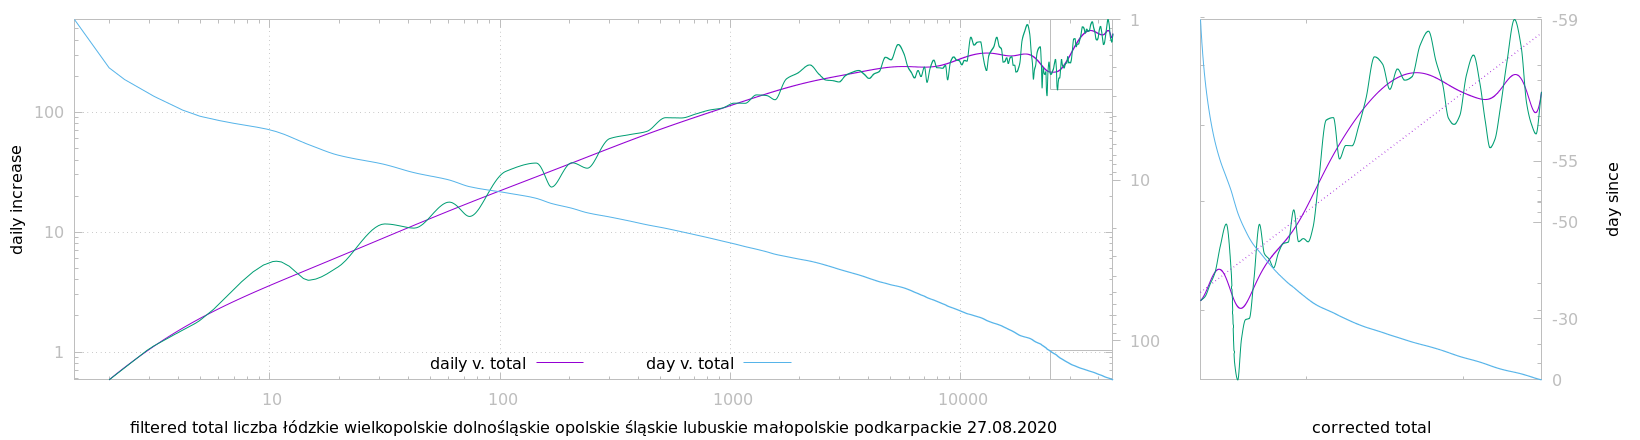 1
-59
100
daily increase
-55
10
day since
10
-50
-30
1
daily v. total
day v. total
100
0
10
100
1000
10000
filtered total liczba łódzkie wielkopolskie dolnośląskie opolskie śląskie lubuskie małopolskie podkarpackie 27.08.2020
corrected total